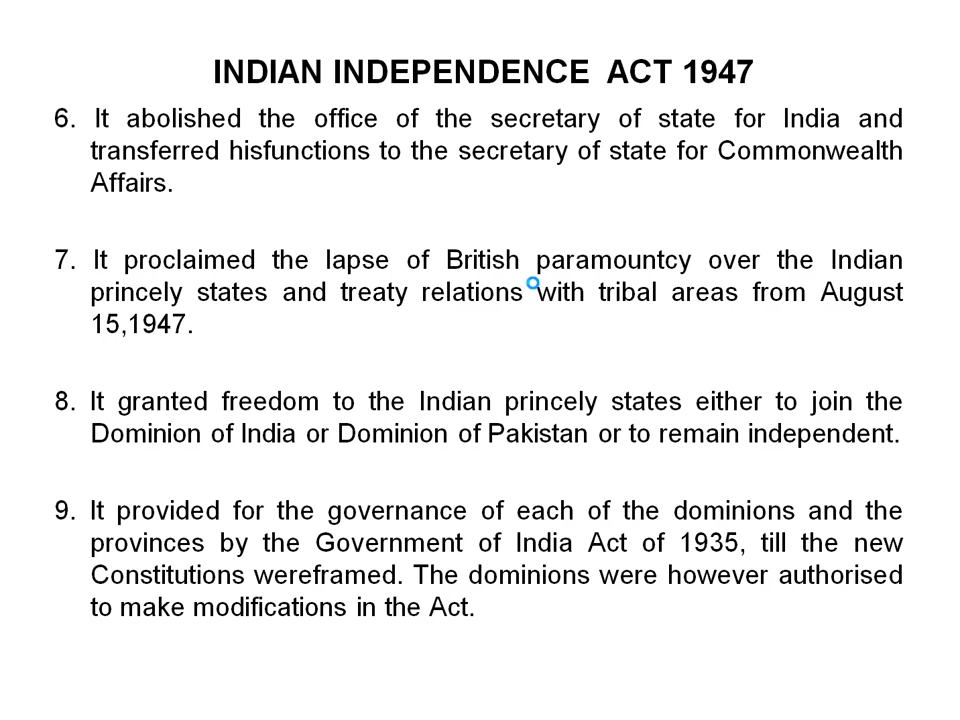 INDIAN INDEPENDENCE ACT 1947
6. It abolished the office of the secretary of state for India and
transferred hisfunctions to the secretary of state for Commonwealth
Affairs.
7. It proclaimed the lapse of British paramountcy over the Indian
princely states and treaty relations with tribal areas from August
15,1947.
8. It granted freedom to the Indian princely states either to join the
Dominion of India or Dominion of Pakistan or to remain independent.
9. It provided for the governance of each of the dominions and the
provinces by the Government of India Act of 1935, till the new
Constitutions wereframed. The dominions were however authorised
to make modifications in the Act.